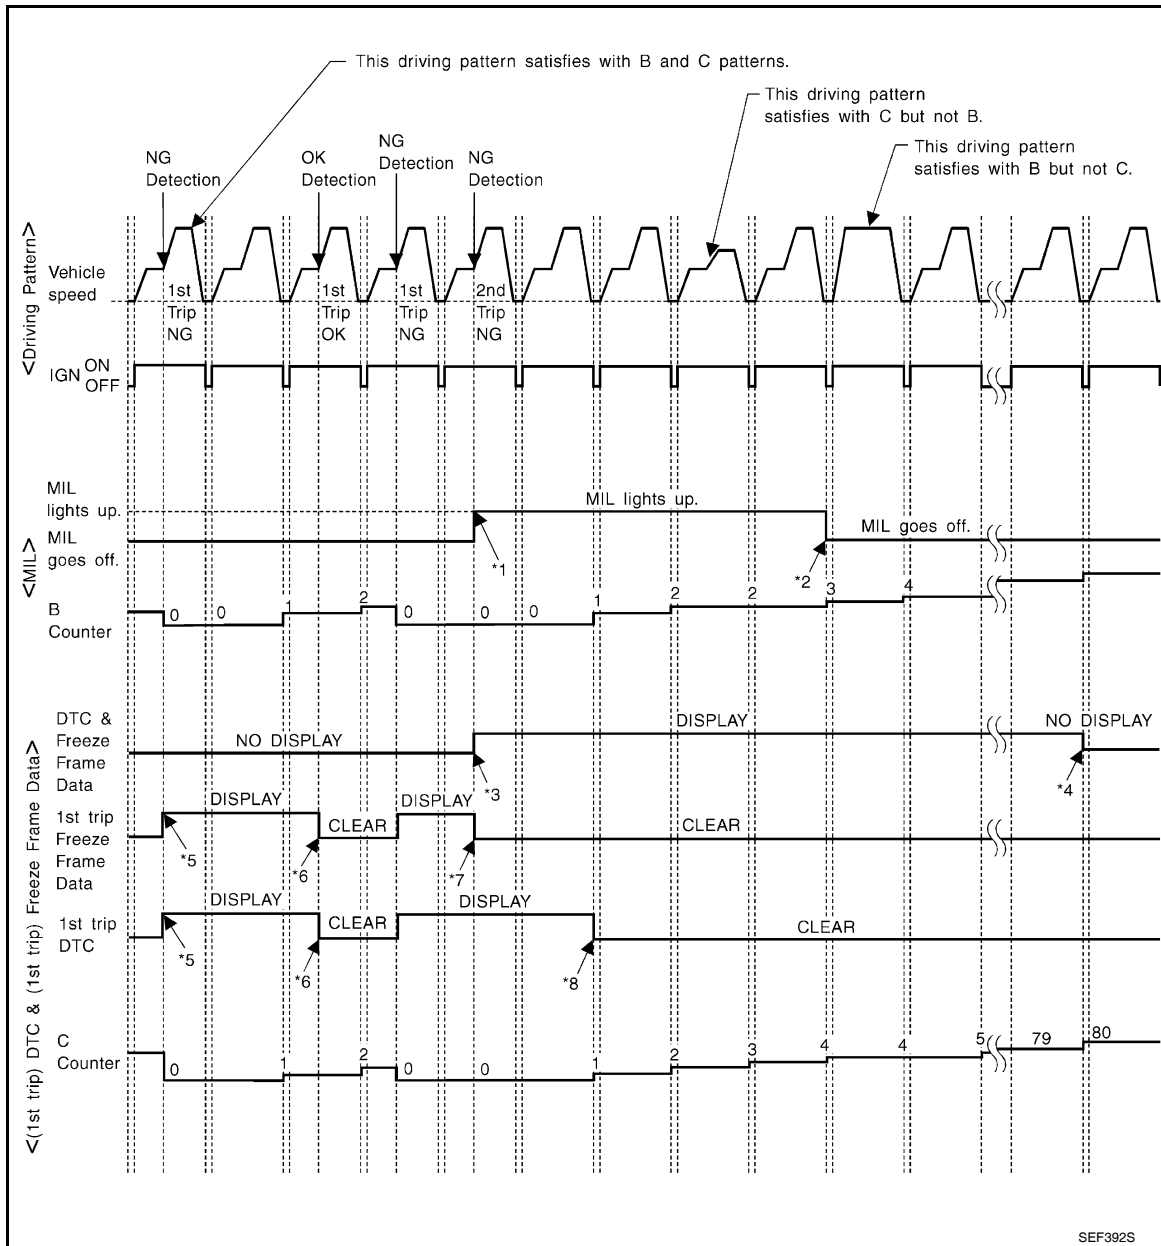 This driving pattern satisfies with B and C patterns.
This driving pattern
satisfies with C but not B.
This driving pattern
satisfies with B but not C.
NG
Detection
OK
Detection
NG
Detection
NG
Detection
<Driving Pattern>
Vehicle
speed
1st
Trip
NG
1st
Trip
OK
1st
Trip
NG
2nd
Trip
NG
IGN ON
OFF
<MIL>
MIL
lights up.
MIL lights up.
MIL
goes off.
MIL goes off.
*1
*2
B
Counter
0 0 1 2 0 0 0 1 2 2 3 4
<(1st trip) DTC & (1st trip) Freeze Frame Data>
DTC &
Freeze
Frame
Data
NO DISPLAY
DISPLAY
NO DISPLAY
*3
*4
1st trip
Freeze
Frame
Data
DISPLAY
CLEAR
DISPLAY
CLEAR
*5
*6
*7
1st trip
DTC
DISPLAY
CLEAR
DISPLAY
CLEAR
*5
*6
*8
C
Counter
0 1 2 0 0 1 2 3 4 4 5 79 80
SEF392S